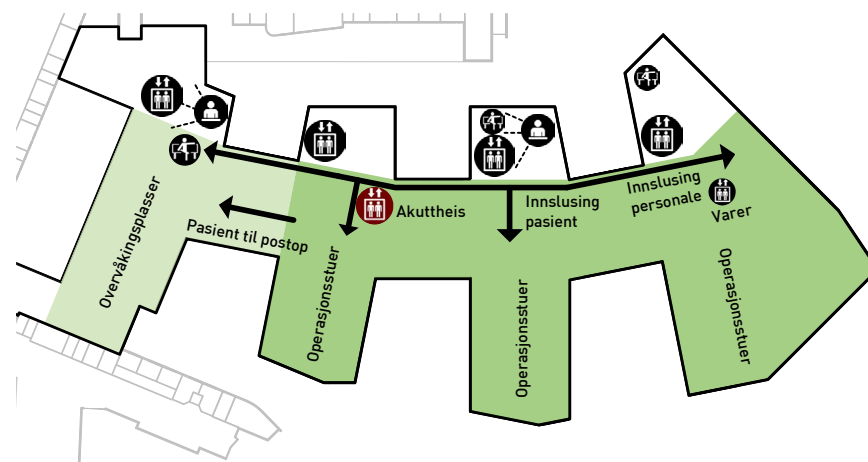 Akuttheis
Innslusing
pasient
Innslusing
personale
Varer
Pasient til postop
Overvåkingsplasser
Operasjonsstuer
Operasjonsstuer
Operasjonsstuer